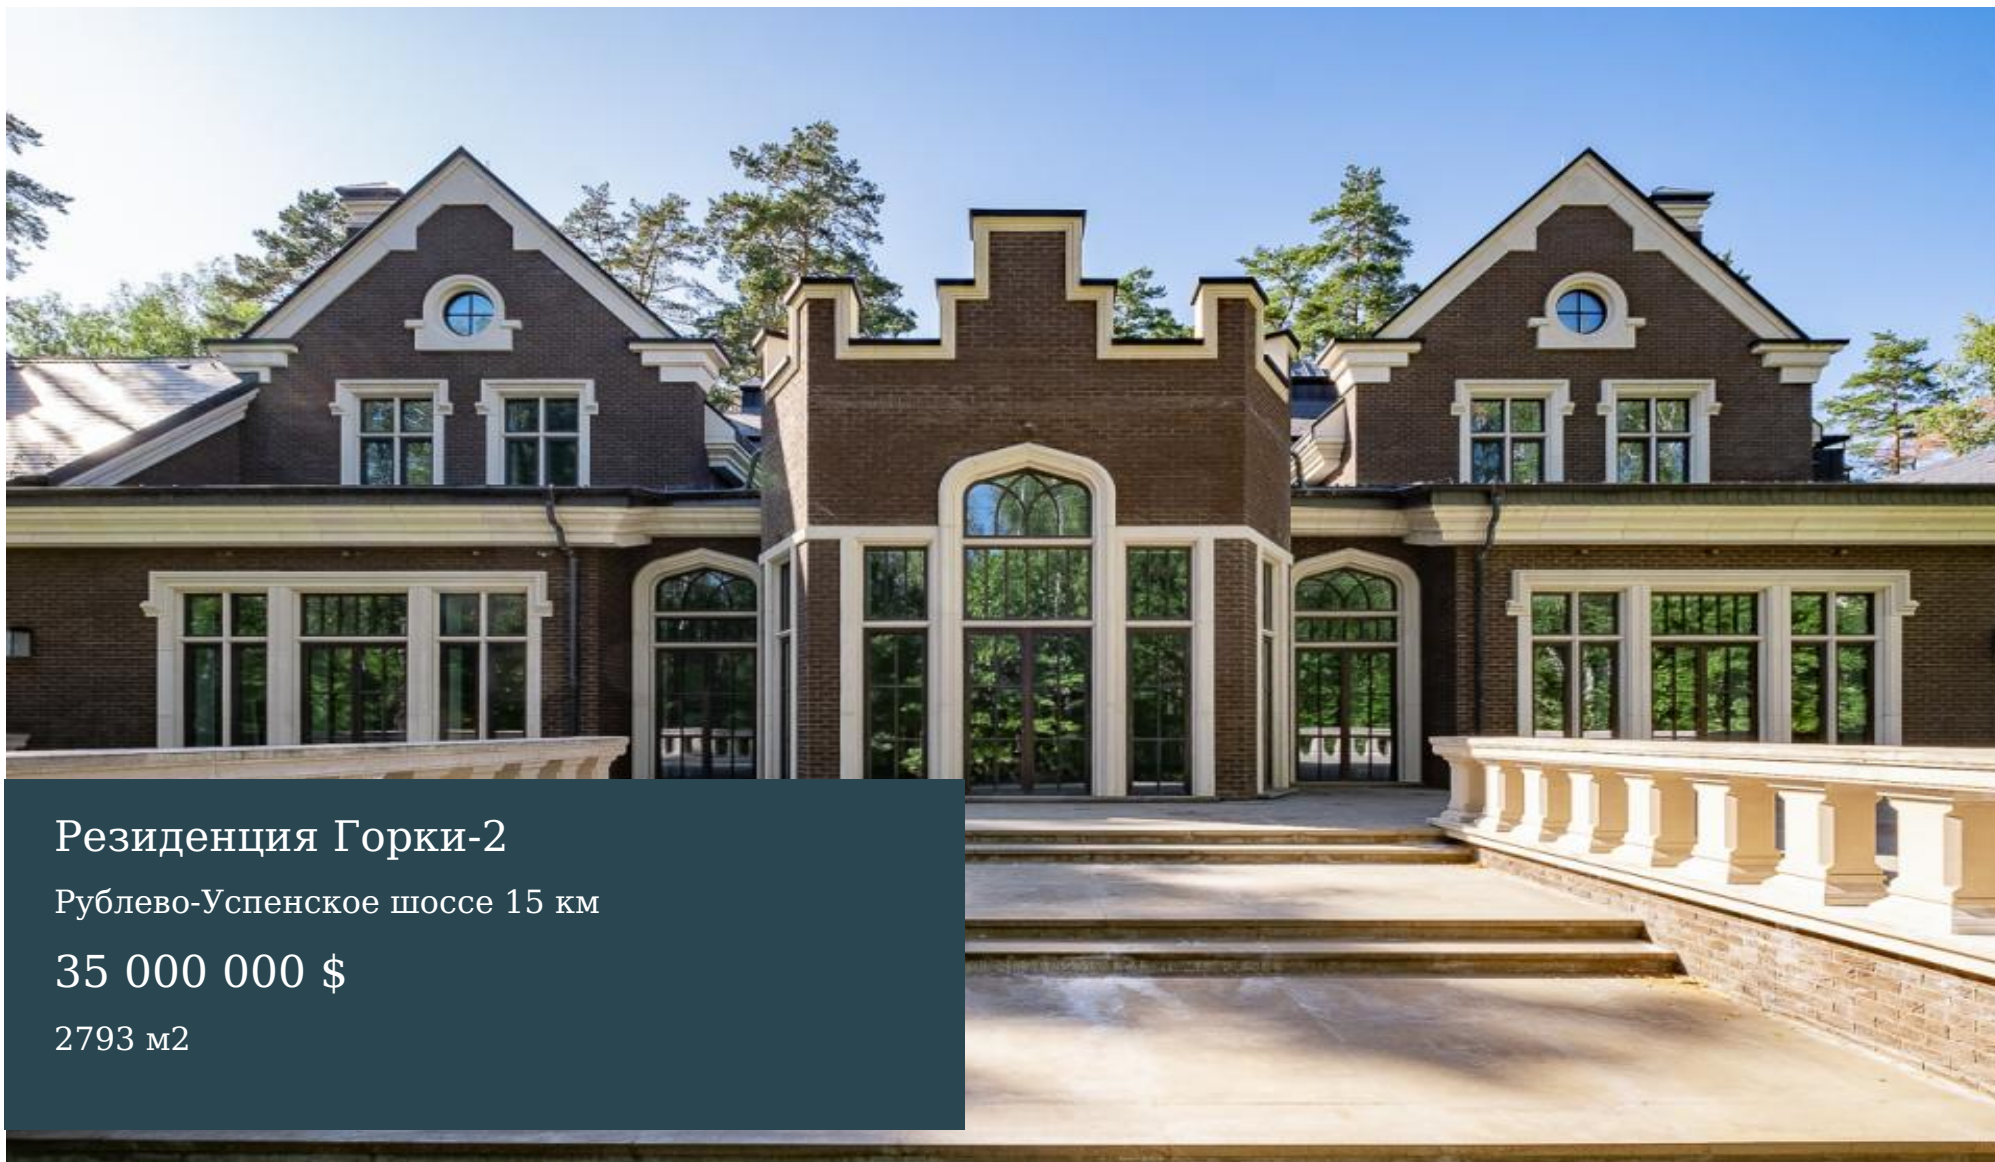 Резиденция Горки-2
Рублево-Успенское шоссе 15 км
35 000 000 $
2793 м2